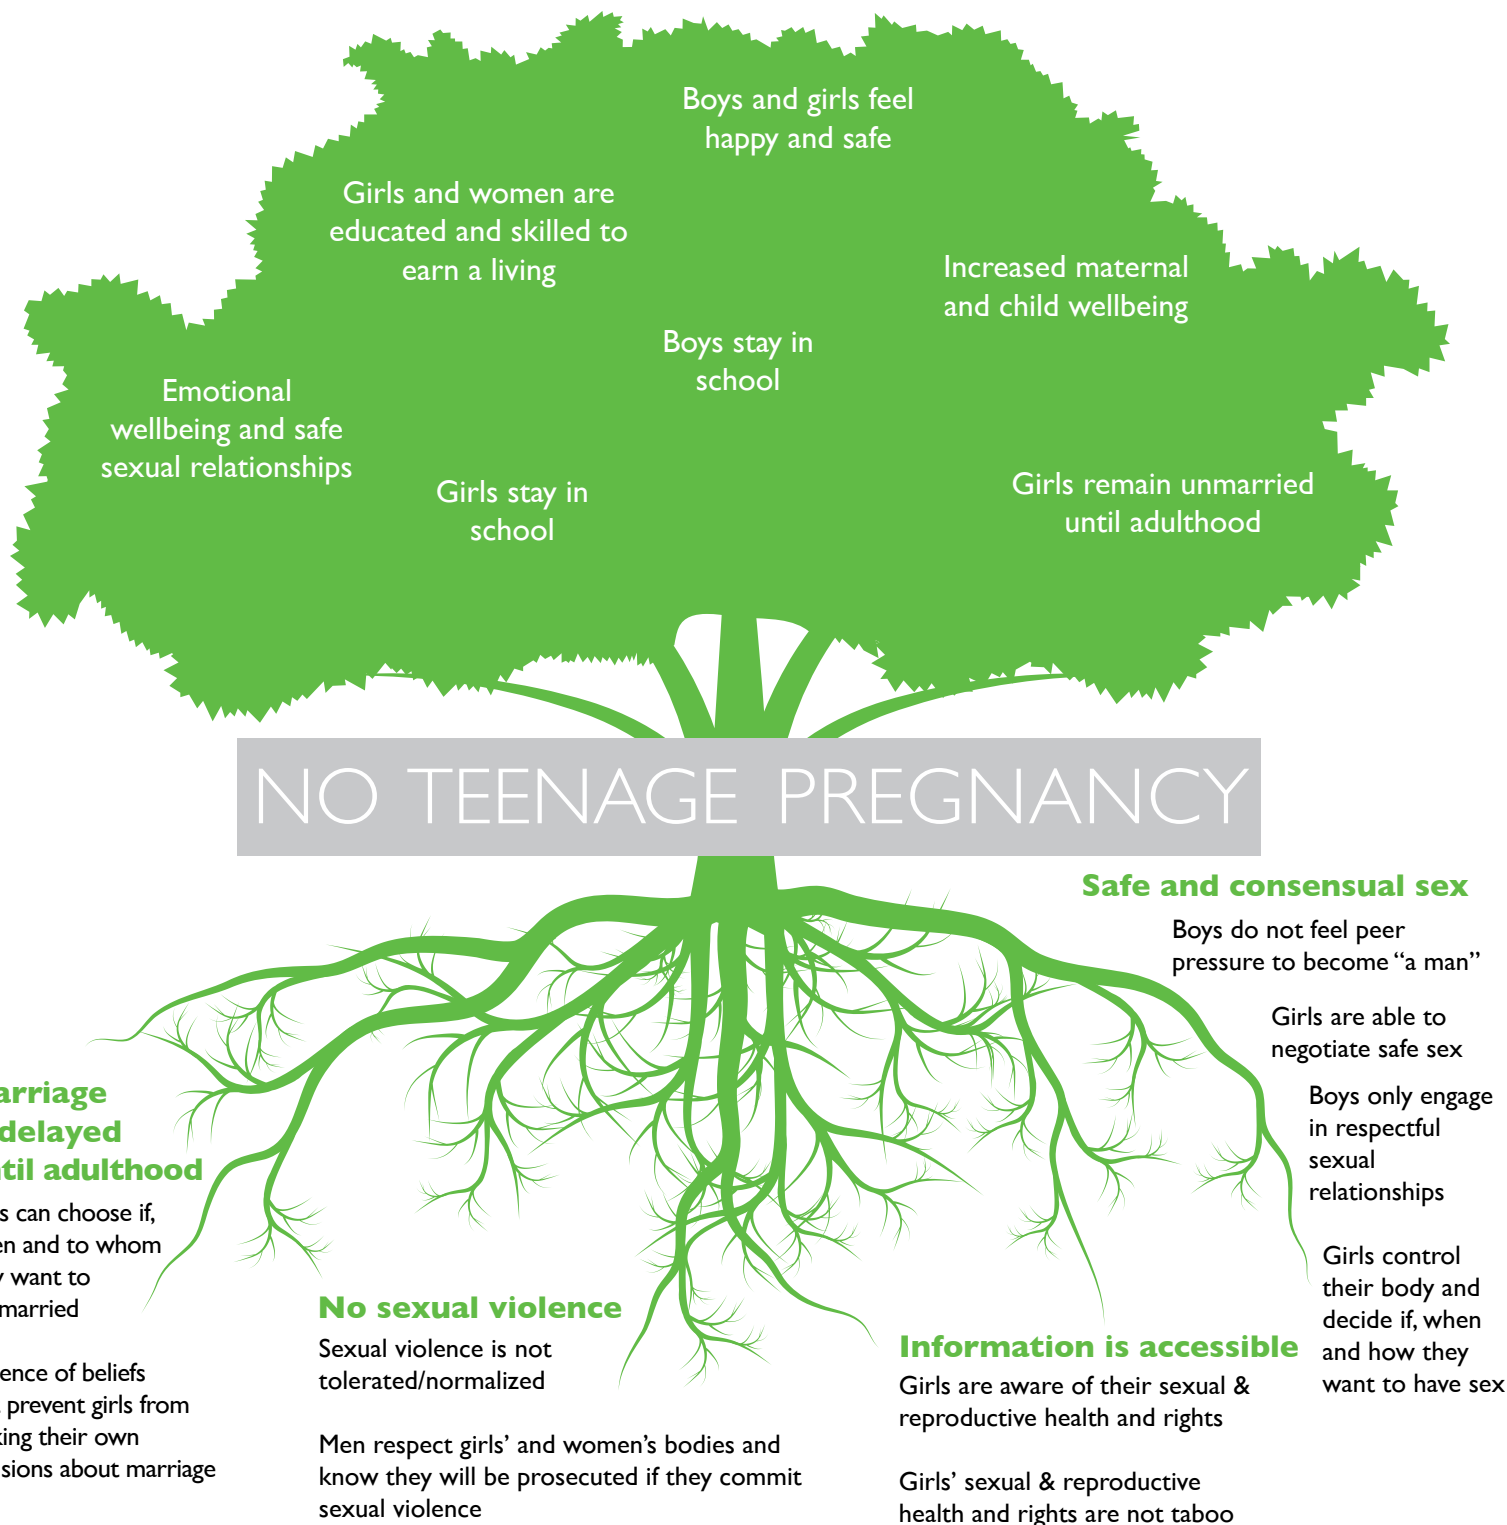 Boys and girls feel
happy and safe
Girls and women are
educated and skilled to
earn a living
Increased maternal
and child wellbeing
Boys stay in
school
Emotional
wellbeing and safe
sexual relationships
Girls stay in
school
Girls remain unmarried
until adulthood
NO TEENAGE PREGNANCY
Safe and consensual sex
Boys do not feel peer
pressure to become “a man”
Girls are able to
negotiate safe sex
Boys only engage
in respectful
sexual
relationships
Girls control
their body and
decide if, when
and how they
want to have sex
arriage
delayed
til adulthood
s can choose if,
en and to whom
y want to
married
ence of beliefs
prevent girls from
king their own
sions about marriage
No sexual violence
Sexual violence is not
tolerated/normalized
Men respect girls’ and women’s bodies and
know they will be prosecuted if they commit
sexual violence
Information is accessible
Girls are aware of their sexual &
reproductive health and rights
Girls’ sexual & reproductive
health and rights are not taboo